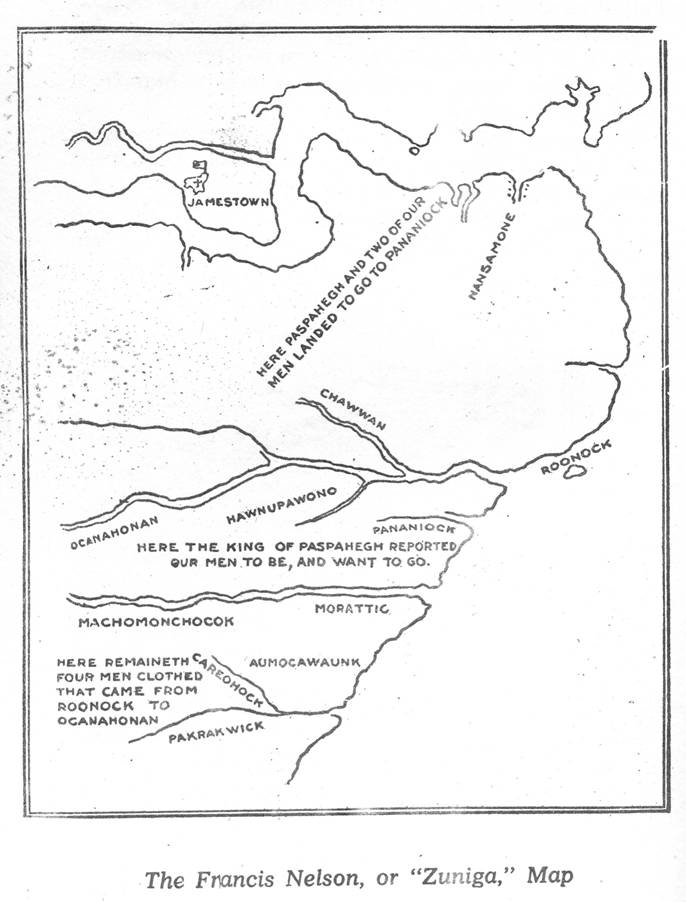 JAMESTOWN
HERE PASPAHEGH AND TWO OF OUR
MEN LANDED TO GO TO PANANIOCK
NANSAMONE
CHAWWAN
ROONOCK
OCANAHONAN
HAWNUPAWONO
PANANIOCK
HERE THE KING OF PASPAHEGH REPORTED
OUR MEN TO BE, AND WANT TO GO.
MORATTIC
MACHOMONCHOCOK
HERE REMAINETH
FOUR MEN CLOTHED
THAT CAME FROM
ROONOCK TO
OCANAHONAN
CAREOHOCK
AUMOCAWAUNK
PAKRAKWICK
The Francis Nelson, or "Zuniga," Map